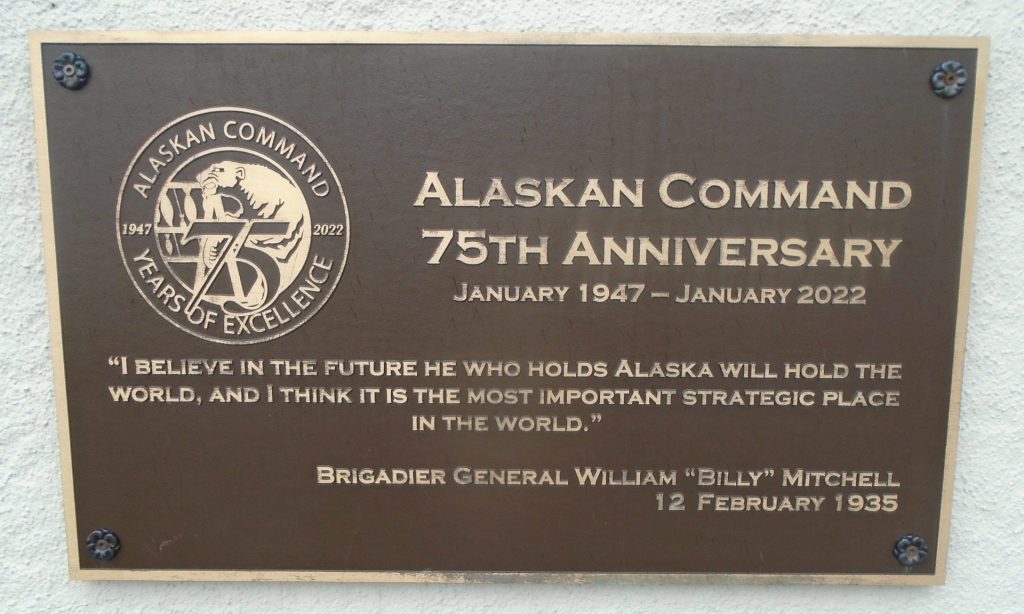 ALASKAN COMMAND
1947 75 2022
YEARS OF EXCELLENCE
ALASKAN COMMAND
75TH ANNIVERSARY
JANUARY 1947 – JANUARY 2022
“I BELIEVE IN THE FUTURE HE WHO HOLDS ALASKA WILL HOLD THE
WORLD, AND I THINK IT IS THE MOST IMPORTANT STRATEGIC PLACE
IN THE WORLD.”
BRIGADIER GENERAL WILLIAM “BILLY” MITCHELL
12 FEBRUARY 1935